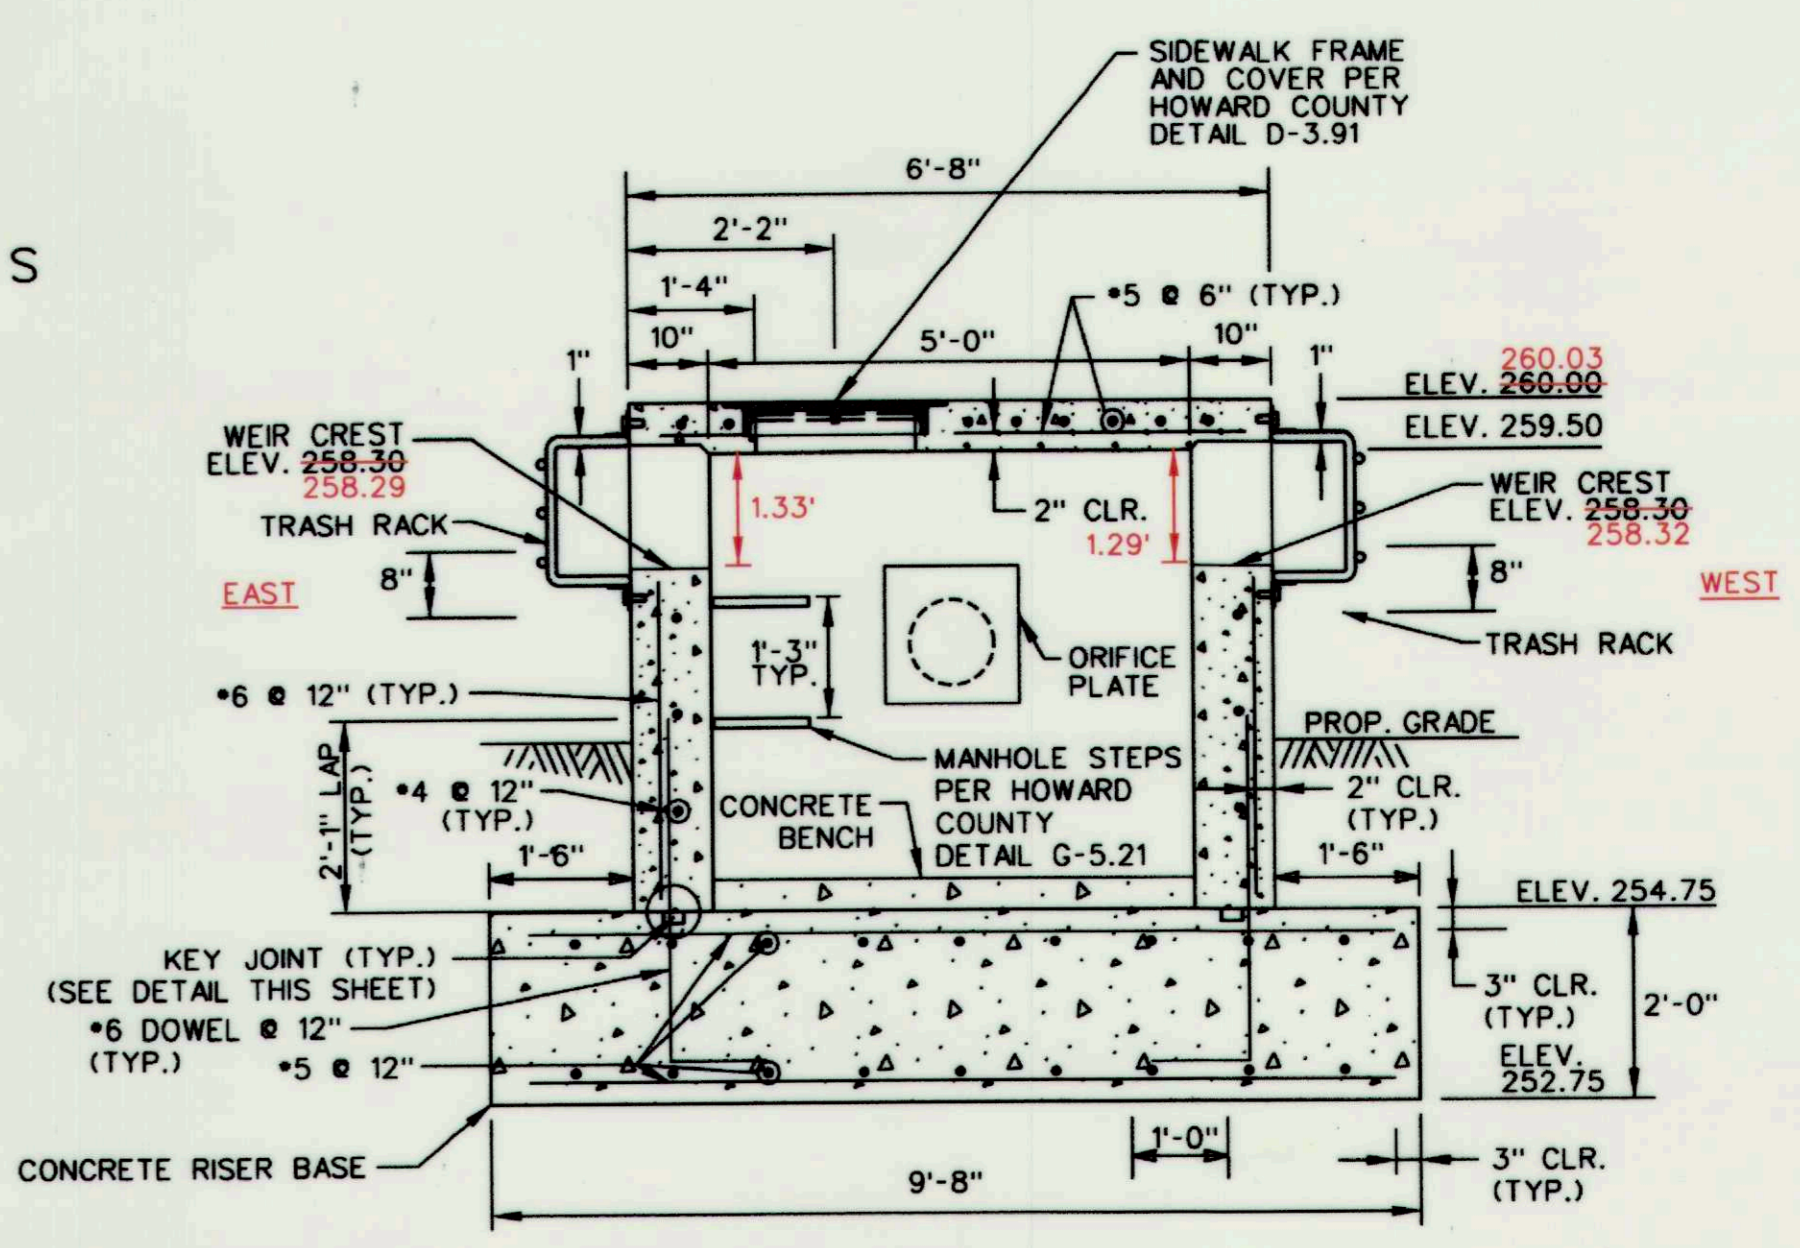 SIDEWALK FRAME
AND COVER PER
HOWARD COUNTY
DETAIL D-3.91
6'-8"
2'-2"
S
1'-4"
•5 @ 6" (TYP.)
10"
5'-0"
10"
1"
1"
260.03
ELEV. 260.00
ELEV. 259.50
WEIR CREST
ELEV. 258.30
258.29
TRASH RACK
8"
EAST
1.33'
2" CLR.
1.29'
WEIR CREST
ELEV. 258.30
258.32
8"
WEST
TRASH RACK
1'-3"
TYP.
ORIFICE
PLATE
•6 @ 12" (TYP.)
PROP. GRADE
2'-1" LAP
(TYP.)
•4 @ 12"
(TYP.)
MANHOLE STEPS
PER HOWARD
COUNTY
DETAIL G-5.21
CONCRETE
BENCH
2" CLR.
(TYP.)
1'-6"
1'-6"
ELEV. 254.75
KEY JOINT (TYP.)
(SEE DETAIL THIS SHEET)
•6 DOWEL @ 12"
(TYP.)
•5 @ 12"
3" CLR.
(TYP.)
2'-0"
ELEV.
252.75
CONCRETE RISER BASE
1'-0"
3" CLR.
(TYP.)
9'-8"